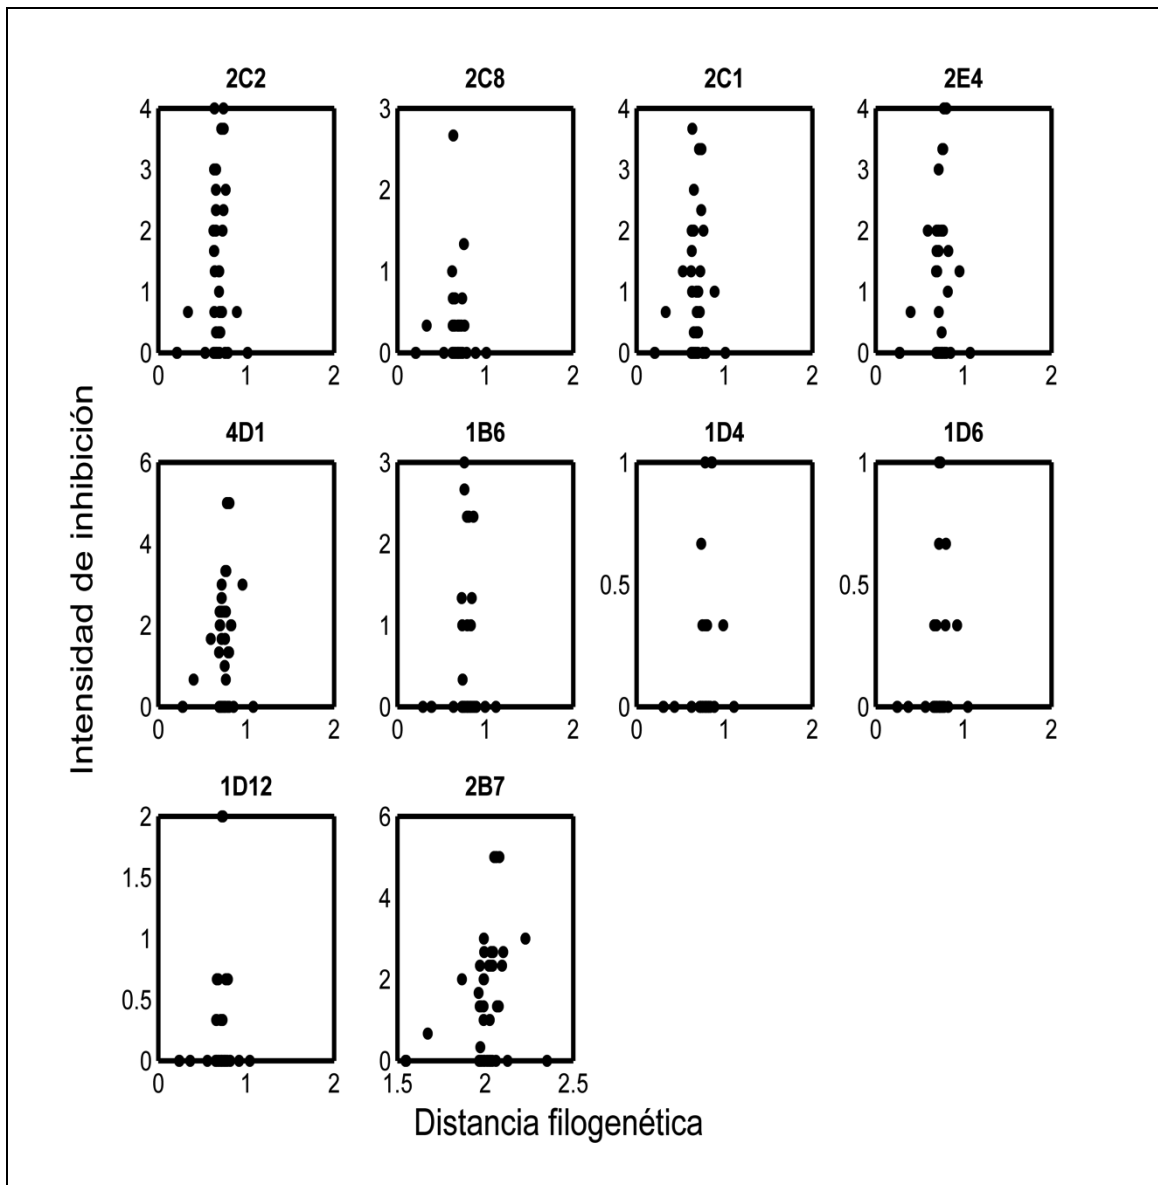 2C2 2C8 2C1 2E4
4 3 4 4
3 2 3 3
2 1 2 2
1 0 1 1
0 0
0 1 2 0 1 2 0 1 2 0 1 2
Intensidad de inhibición
4D1 1B6 1D4 1D6
6 3 1 1
4 2 0.5 0.5
2 1
0 0 0 0
0 1 2 0 1 2 0 1 2 0 1 2
1D12 2B7
2 6
1.5 4
1 2
0.5
0 0
0 1 2 1.5 2 2.5
Distancia filogenética